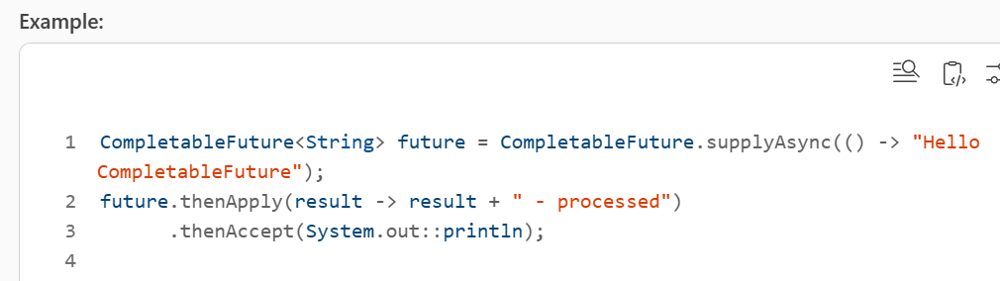 Example:
1 CompletableFuture<String> future = CompletableFuture.supplyAsync(() -> "Hello
CompletableFuture");
2 future.thenApply(result -> result + " - processed")
3 .thenAccept(System.out::println);
4